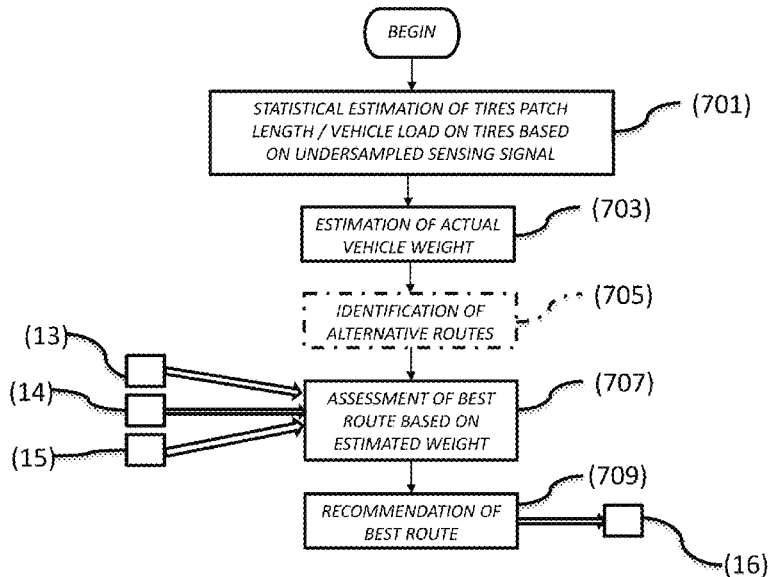 BEGIN
STATISTICAL ESTIMATION OF TIRES PATCH
LENGTH / VEHICLE LOAD ON TIRES BASED
ON UNDERSAMPLED SENSING SIGNAL
(701)
ESTIMATION OF ACTUAL
VEHICLE WEIGHT
(703)
IDENTIFICATION OF
ALTERNATIVE ROUTES
(705)
(13)
(14)
(15)
ASSESSMENT OF BEST
ROUTE BASED ON
ESTIMATED WEIGHT
(707)
RECOMMENDATION OF
BEST ROUTE
(709)
(16)